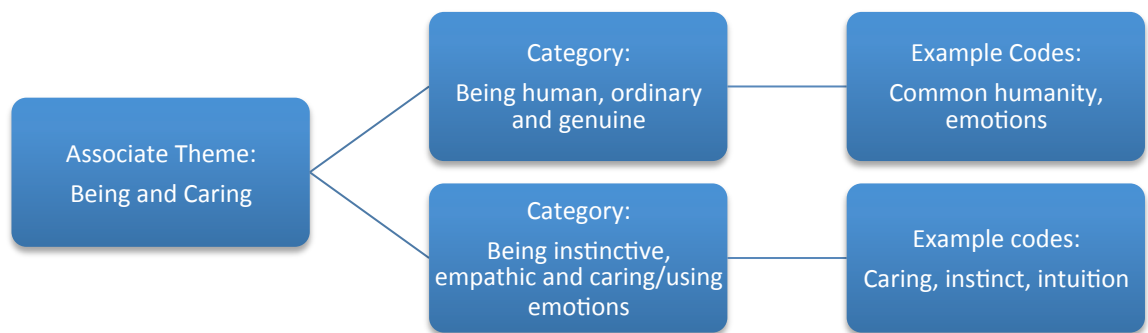 Associate Theme:
Being and Caring
Category:
Being human, ordinary
and genuine
Example Codes:
Common humanity,
emotions
Category:
Being instinctive,
empathic and caring/using
emotions
Example codes:
Caring, instinct, intuition